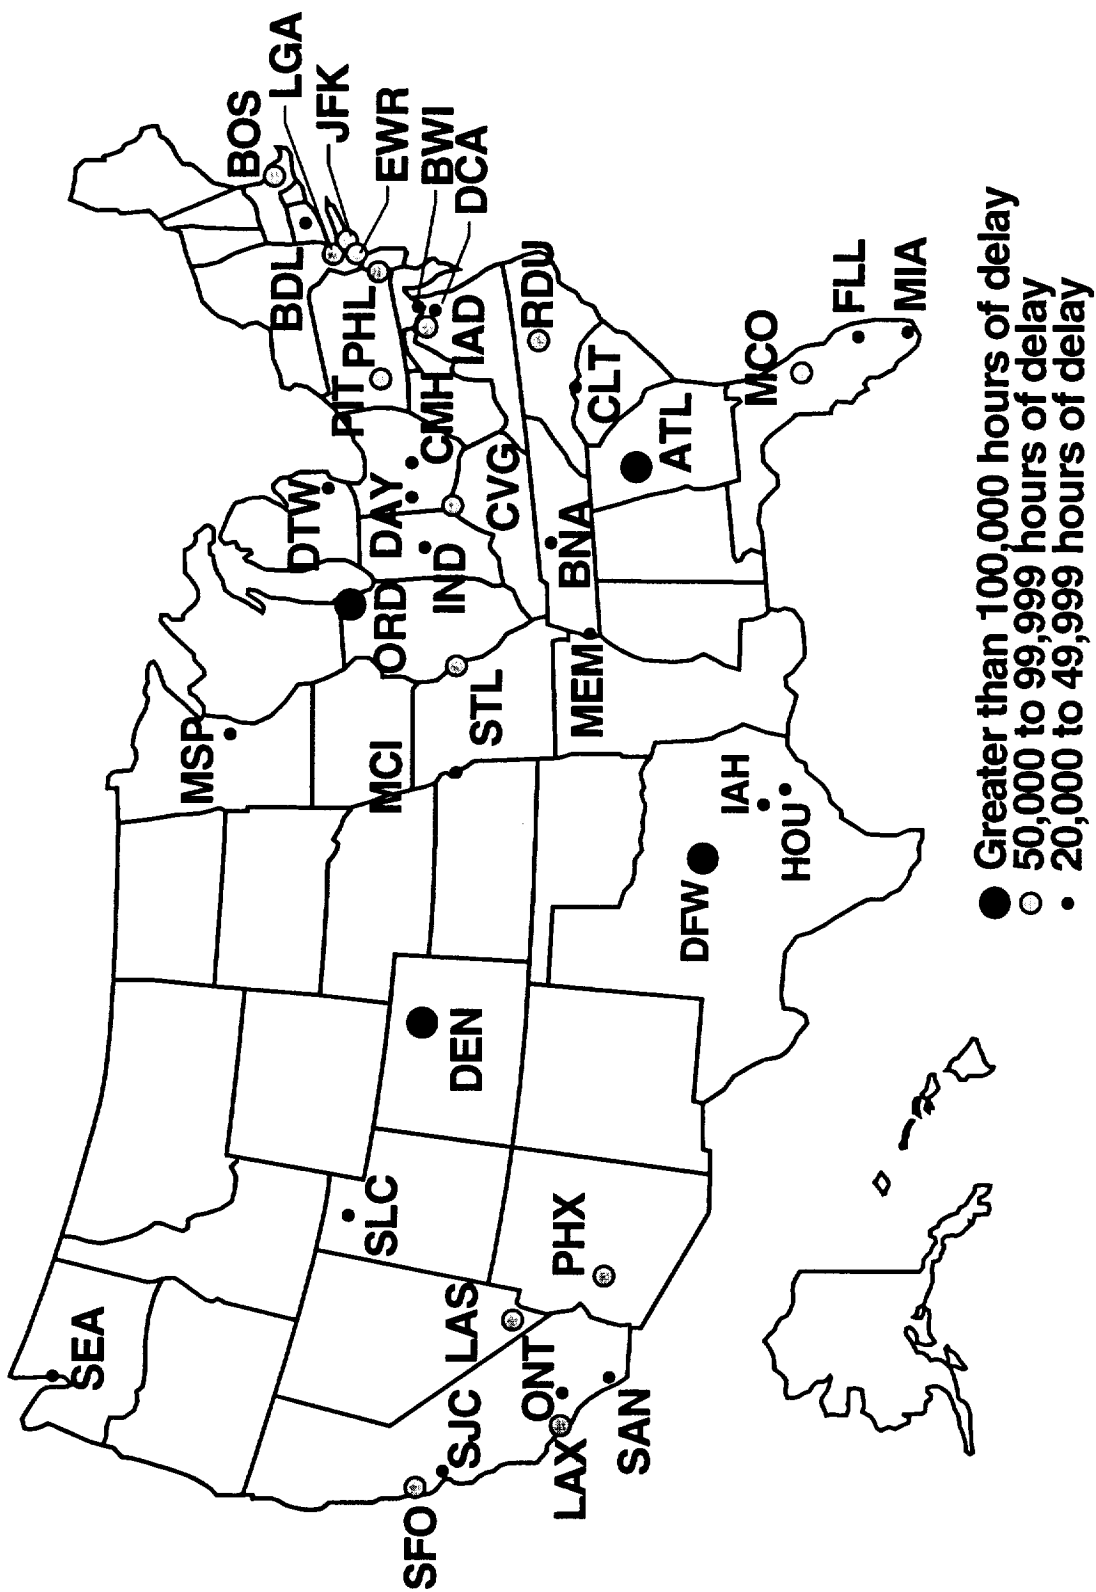 SEA
MSP
BOS
LGA
JFK
EWR
BWI
DCA
BDL
DTW
PIT
PHL
DAY
CMH
IAD
ORD
IND
CVG
RDU
SLC
DEN
MCI
STL
SFO
SJC
LAS
MEM
BNA
CLT
ATL
ONT
LAX
PHX
SAN
DFW
IAH
HOU
MCO
FLL
MIA
Greater than 100,000 hours of delay
50,000 to 99,999 hours of delay
20,000 to 49,999 hours of delay